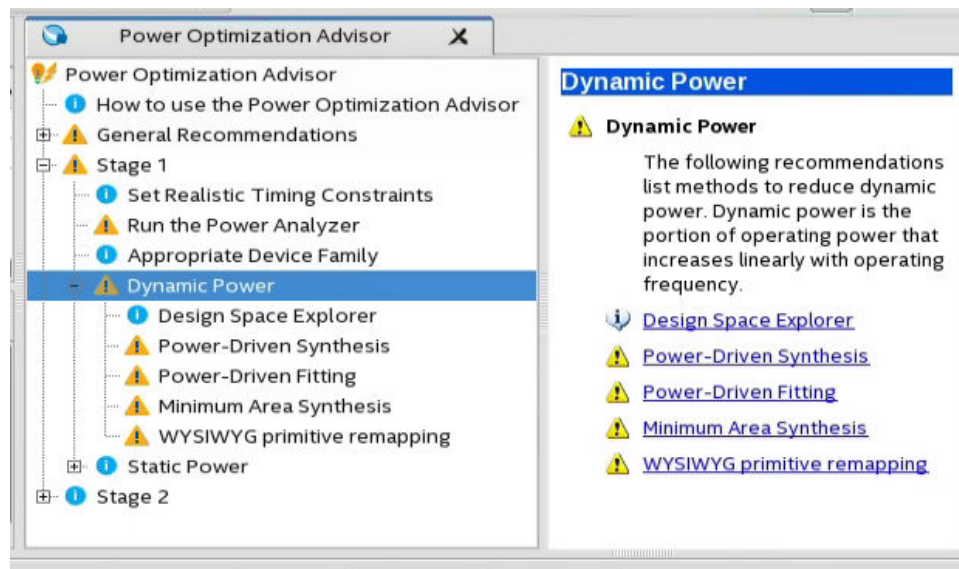 Power Optimization Advisor
Power Optimization Advisor
How to use the Power Optimization Advisor
General Recommendations
Stage 1
Set Realistic Timing Constraints
Run the Power Analyzer
Appropriate Device Family
Dynamic Power
Design Space Explorer
Power-Driven Synthesis
Power-Driven Fitting
Minimum Area Synthesis
WYSIWYG primitive remapping
Static Power
Stage 2
Dynamic Power
Dynamic Power
The following recommendations
list methods to reduce dynamic
power. Dynamic power is the
portion of operating power that
increases linearly with operating
frequency.
Design Space Explorer
Power-Driven Synthesis
Power-Driven Fitting
Minimum Area Synthesis
WYSIWYG primitive remapping